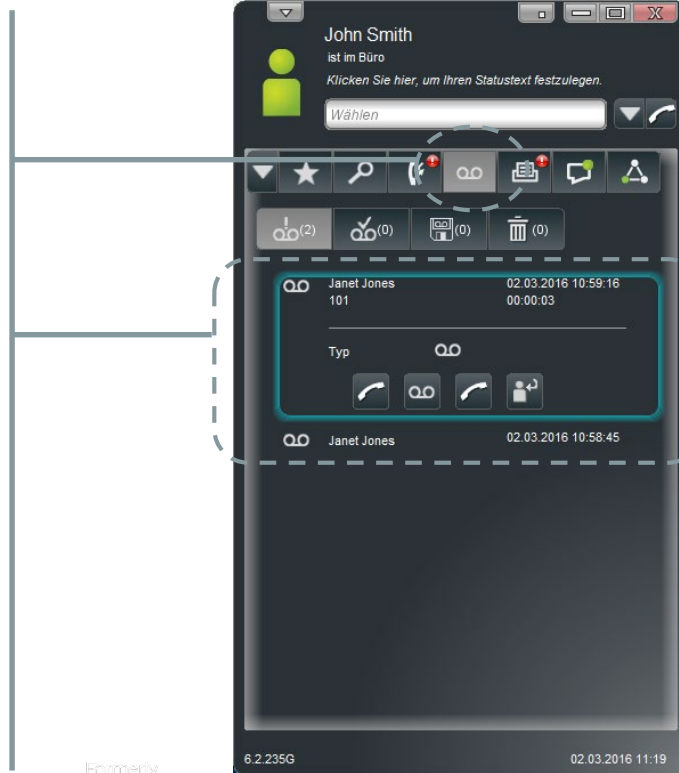 John Smith
ist im Büro
Klicken Sie hier, um Ihren Statustext festzulegen.
Wählen
(2) (0) (0) (0)
Janet Jones 02.03.2016 10:59:16
101 00:00:03
Typ
Janet Jones 02.03.2016 10:58:45
6.2.235G 02.03.2016 11:19
Formerly